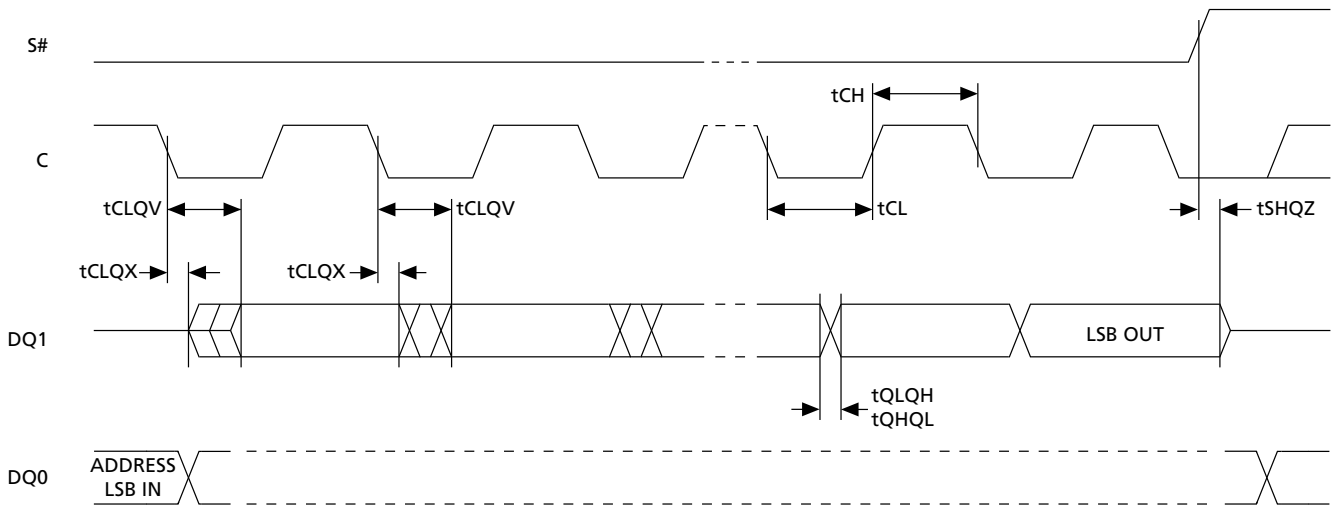 S#
tCH
C
tCLQV
tCLQV
tCL
tSHQZ
tCLQX
tCLQX
DQ1
LSB OUT
tQLQH
tQHQL
DQ0
ADDRESS
LSB IN